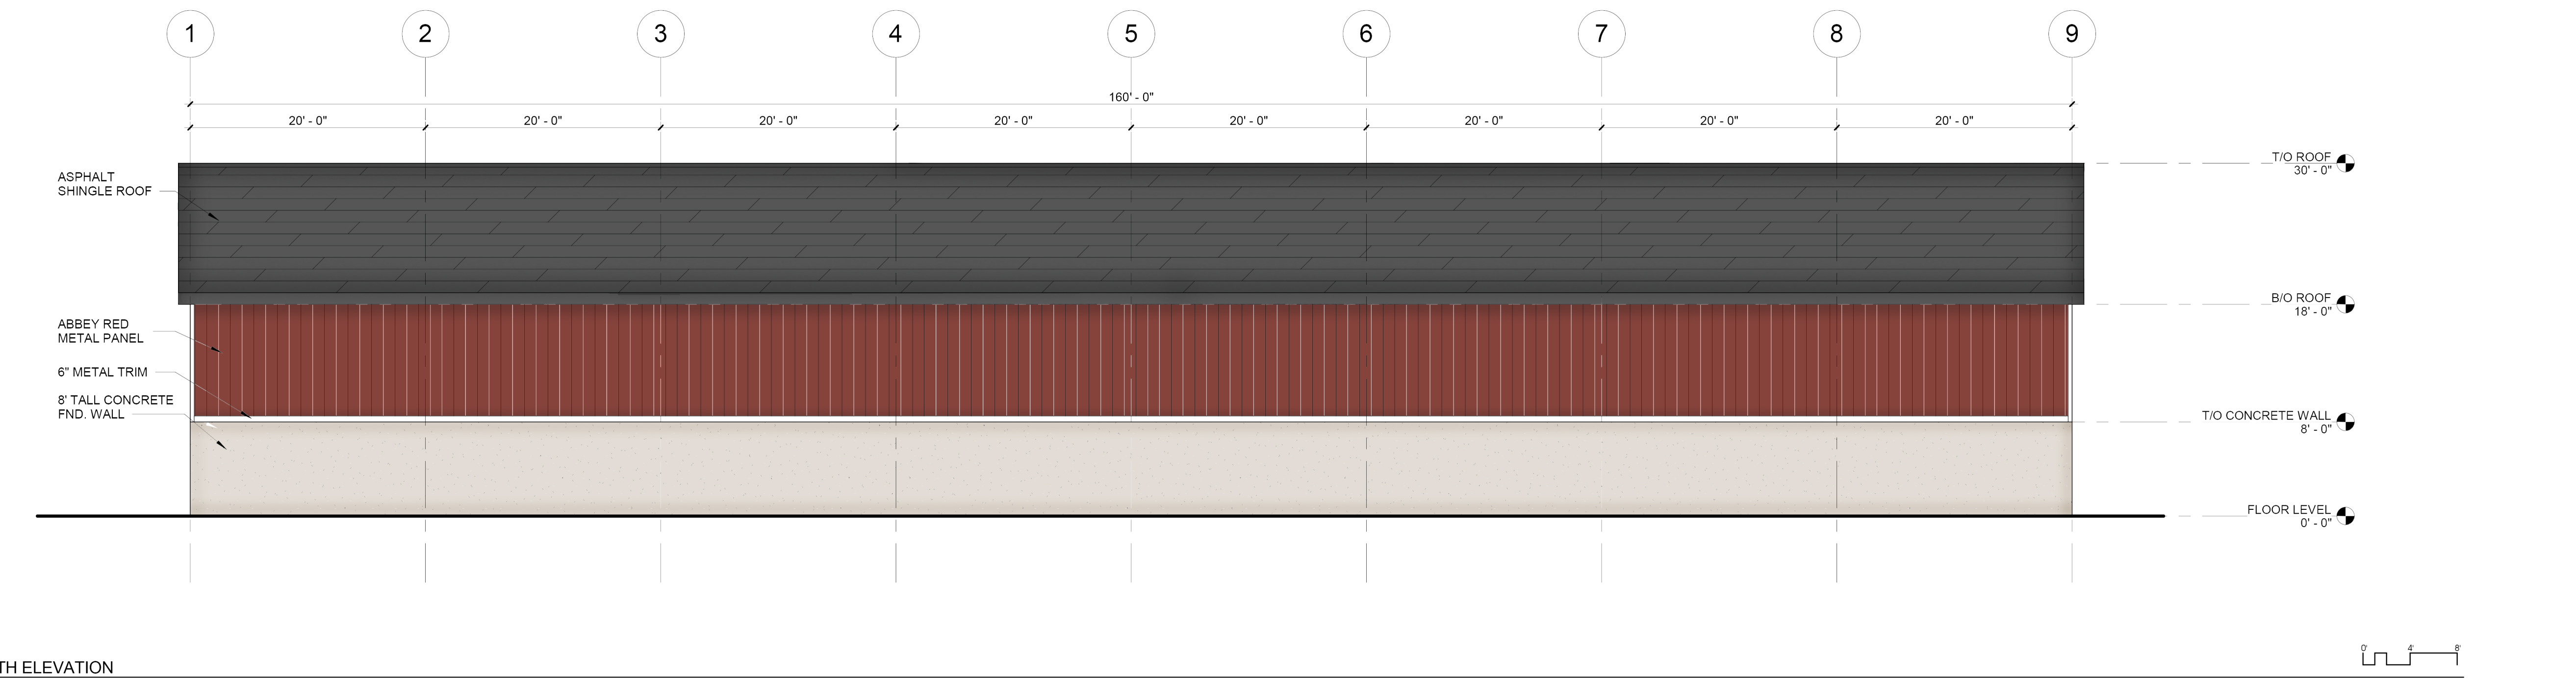 1 2 3 4 5 6 7 8 9
160' - 0"
20' - 0" 20' - 0" 20' - 0" 20' - 0" 20' - 0" 20' - 0" 20' - 0" 20' - 0"
ASPHALT
SHINGLE ROOF
ABBEY RED
METAL PANEL
6" METAL TRIM
8' TALL CONCRETE
FND. WALL
T/O ROOF
30' - 0"
B/O ROOF
18' - 0"
T/O CONCRETE WALL
8' - 0"
FLOOR LEVEL
0' - 0"
TH ELEVATION
0' 4' 8'